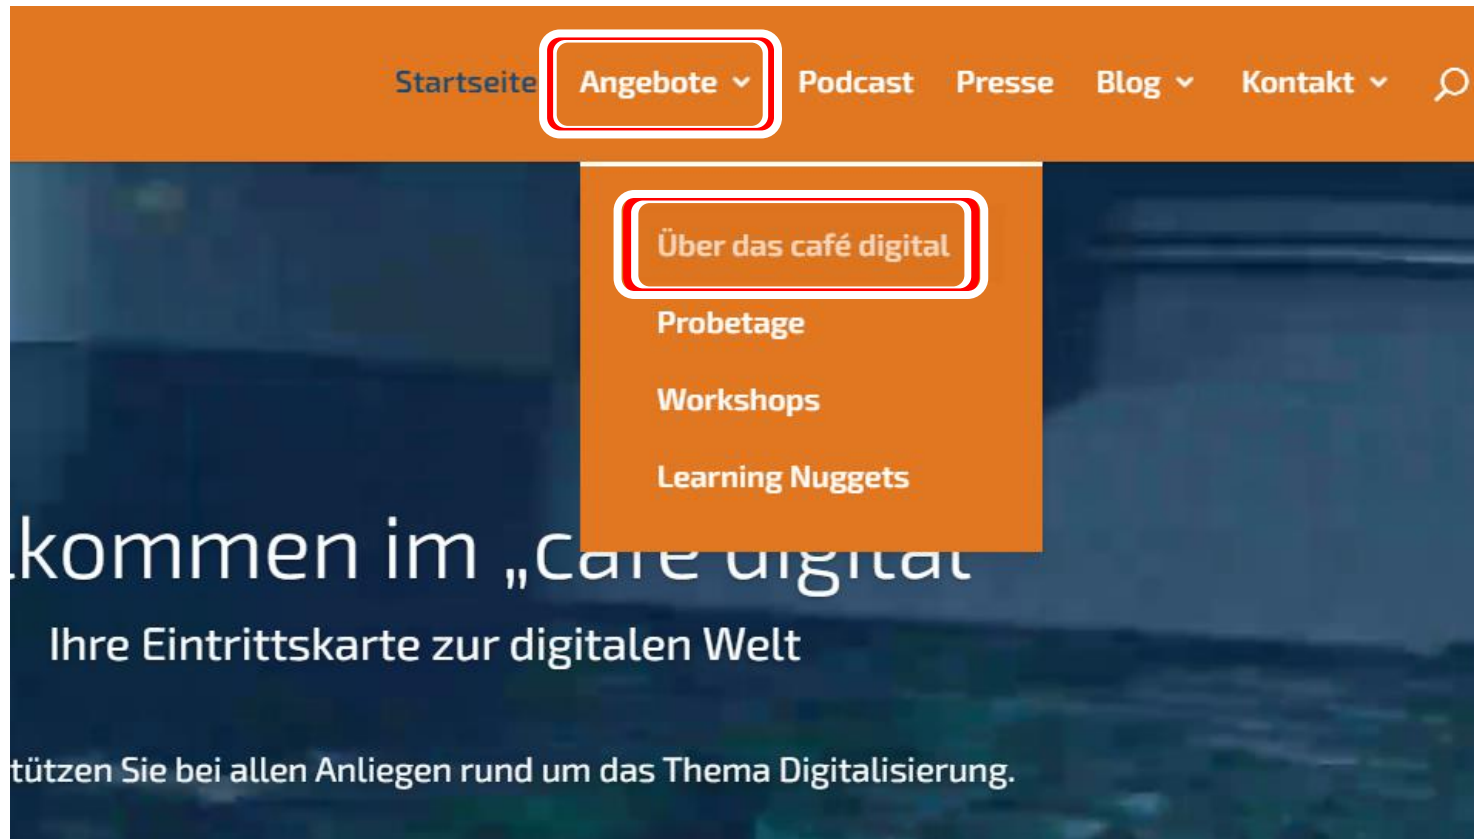 Startseite Angebote Podcast Presse Blog Kontakt
Über das café digital
Probetage
Workshops
Learning Nuggets
kommen im „café digital
Ihre Eintrittskarte zur digitalen Welt
tützen Sie bei allen Anliegen rund um das Thema Digitalisierung.